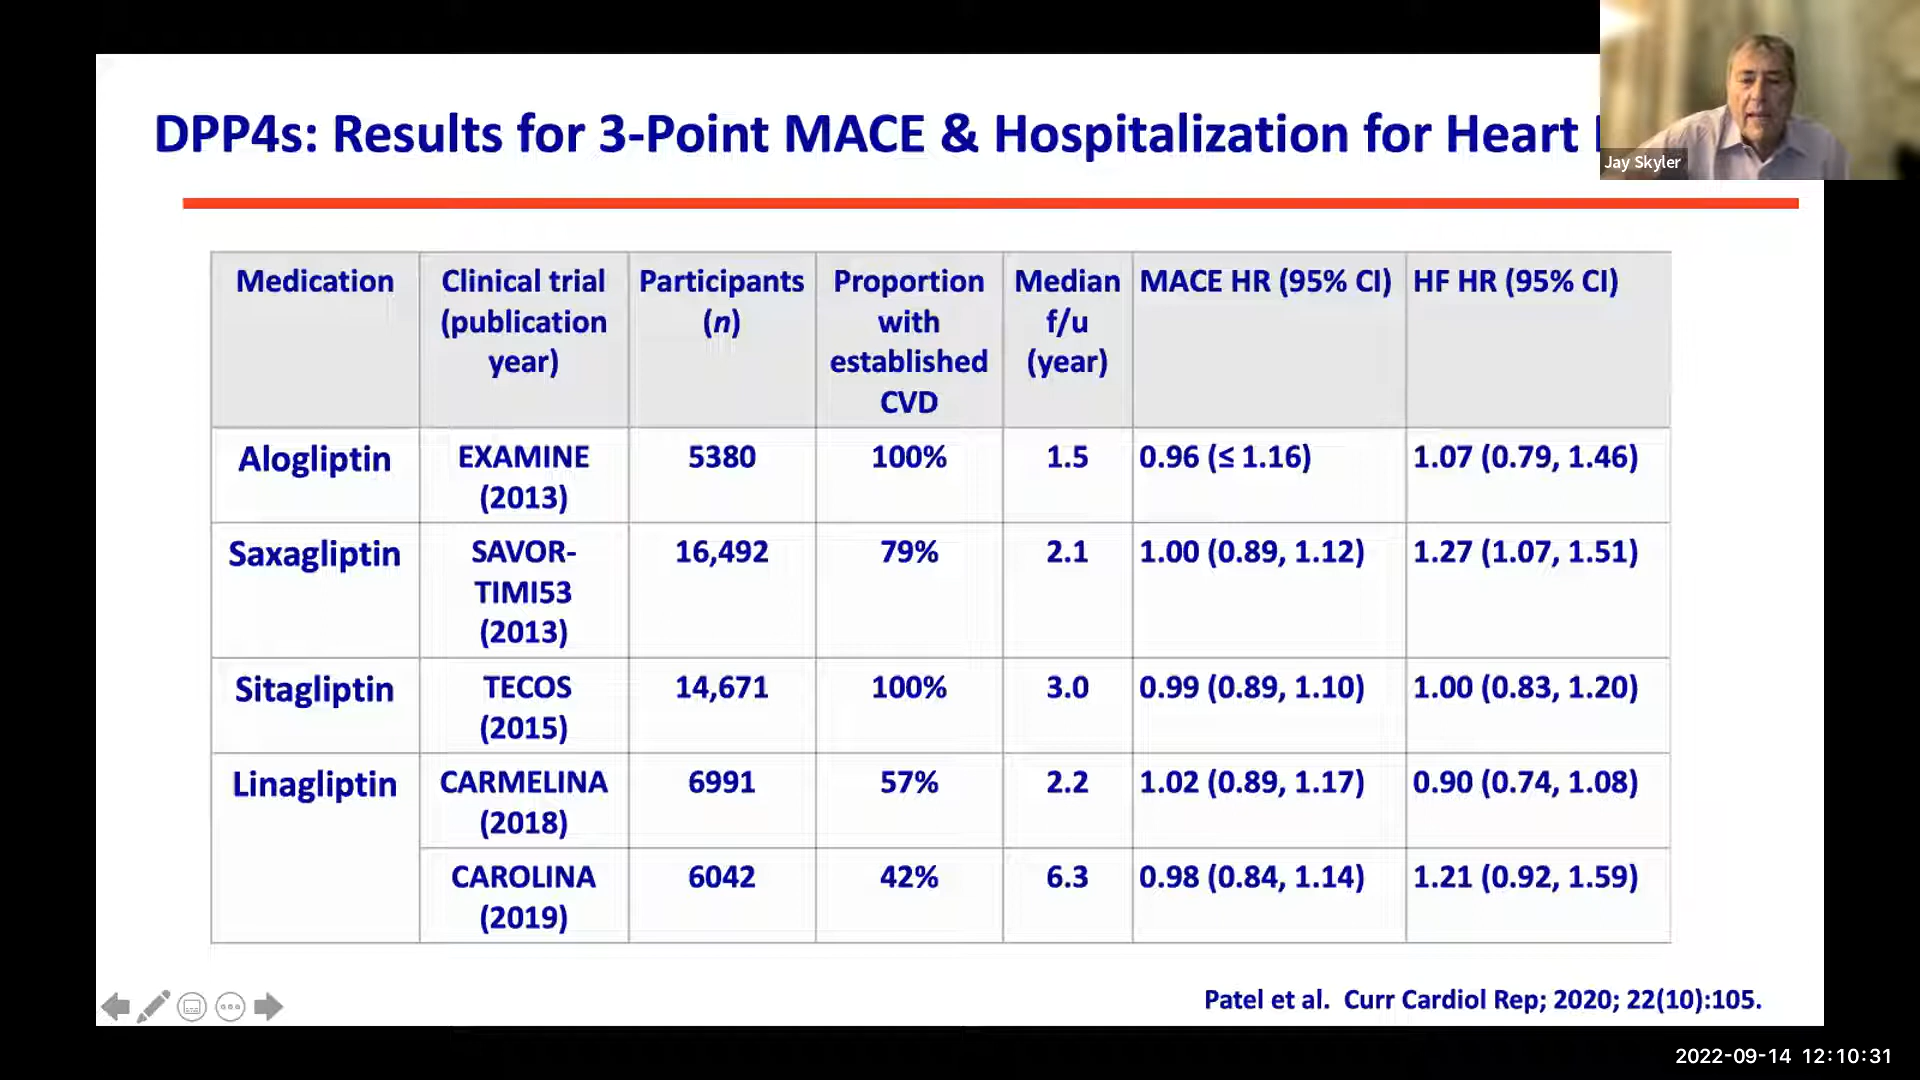 DPP4s: Results for 3-Point MACE & Hospitalization for Heart
Jay Skyler
Medication
Clinical trial
(publication
year)
Participants
(n)
Proportion
with
established
CVD
Median
f/u
(year)
MACE HR (95% CI)
HF HR (95% CI)
Alogliptin
EXAMINE
(2013)
5380
100%
1.5
0.96 (≤ 1.16)
1.07 (0.79, 1.46)
Saxagliptin
SAVOR-
TIMI53
(2013)
16,492
79%
2.1
1.00 (0.89, 1.12)
1.27 (1.07, 1.51)
Sitagliptin
TECOS
(2015)
14,671
100%
3.0
0.99 (0.89, 1.10)
1.00 (0.83, 1.20)
Linagliptin
CARMELINA
(2018)
6991
57%
2.2
1.02 (0.89, 1.17)
0.90 (0.74, 1.08)
CAROLINA
(2019)
6042
42%
6.3
0.98 (0.84, 1.14)
1.21 (0.92, 1.59)
Patel et al. Curr Cardiol Rep; 2020; 22(10):105.
2022-09-14 12:10:31